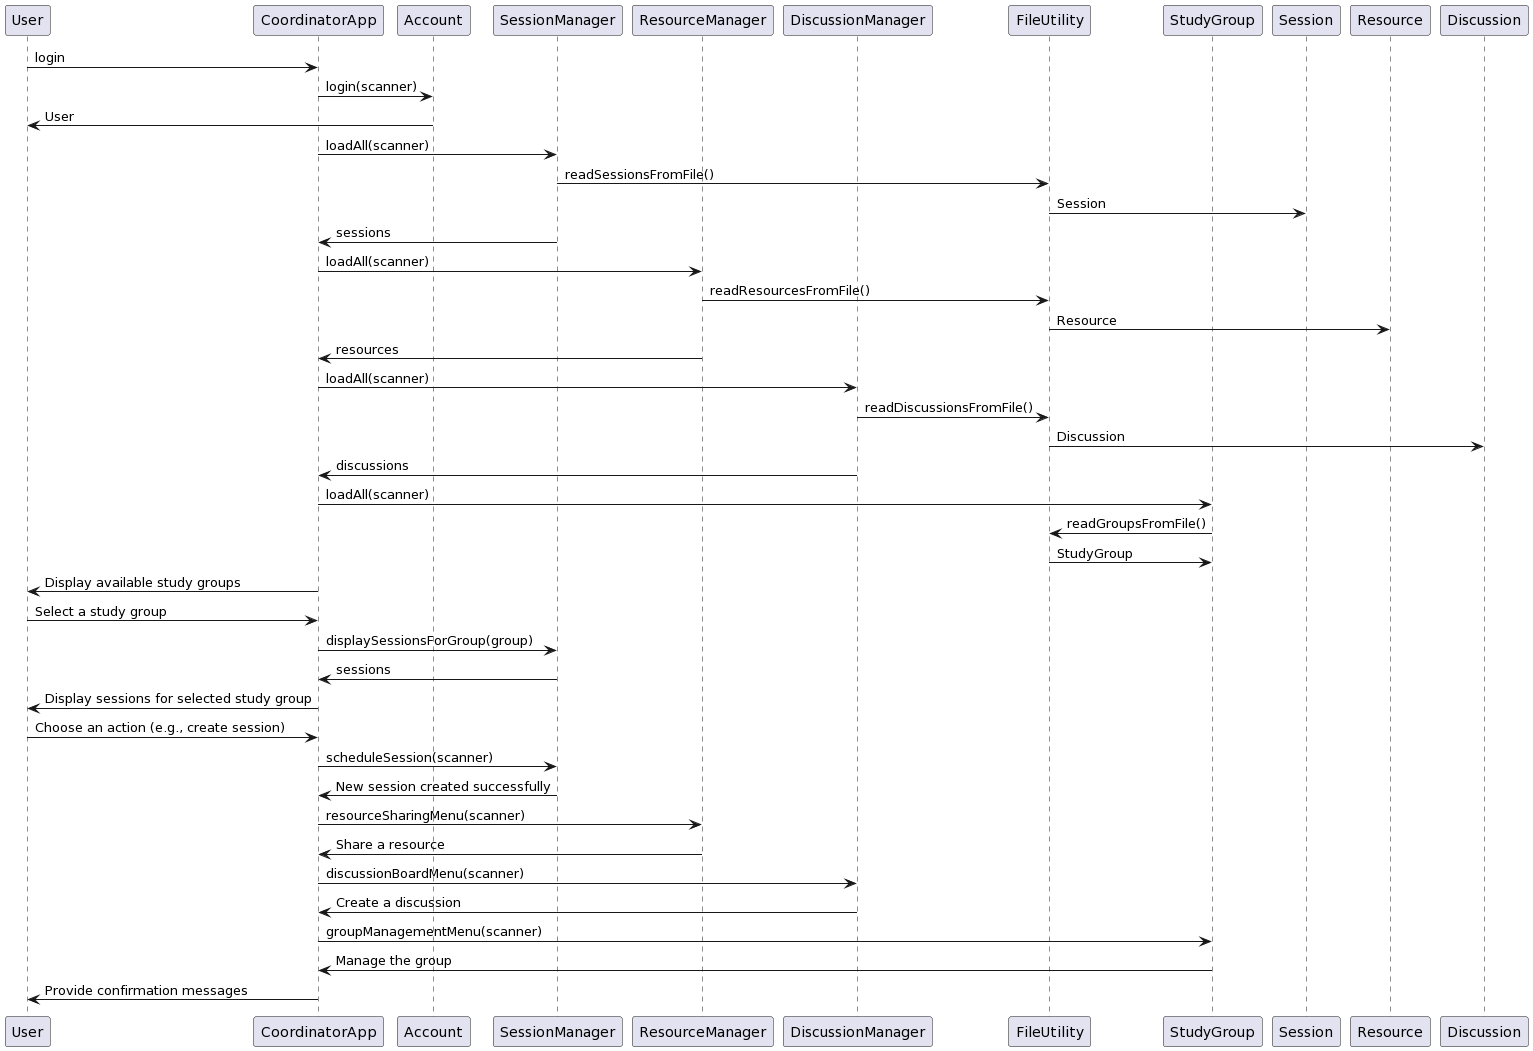 User CoordinatorApp Account SessionManager ResourceManager DiscussionManager FileUtility StudyGroup Session Resource Discussion
login
login(scanner)
User
loadAll(scanner)
readSessionsFromFile()
Session
sessions
loadAll(scanner)
readResourcesFromFile()
Resource
resources
loadAll(scanner)
readDiscussionsFromFile()
Discussion
discussions
loadAll(scanner)
readGroupsFromFile()
StudyGroup
Display available study groups
Select a study group
displaySessionsForGroup(group)
sessions
Display sessions for selected study group
Choose an action (e.g., create session)
scheduleSession(scanner)
New session created successfully
resourceSharingMenu(scanner)
Share a resource
discussionBoardMenu(scanner)
Create a discussion
groupManagementMenu(scanner)
Manage the group
Provide confirmation messages
User CoordinatorApp Account SessionManager ResourceManager DiscussionManager FileUtility StudyGroup Session Resource Discussion